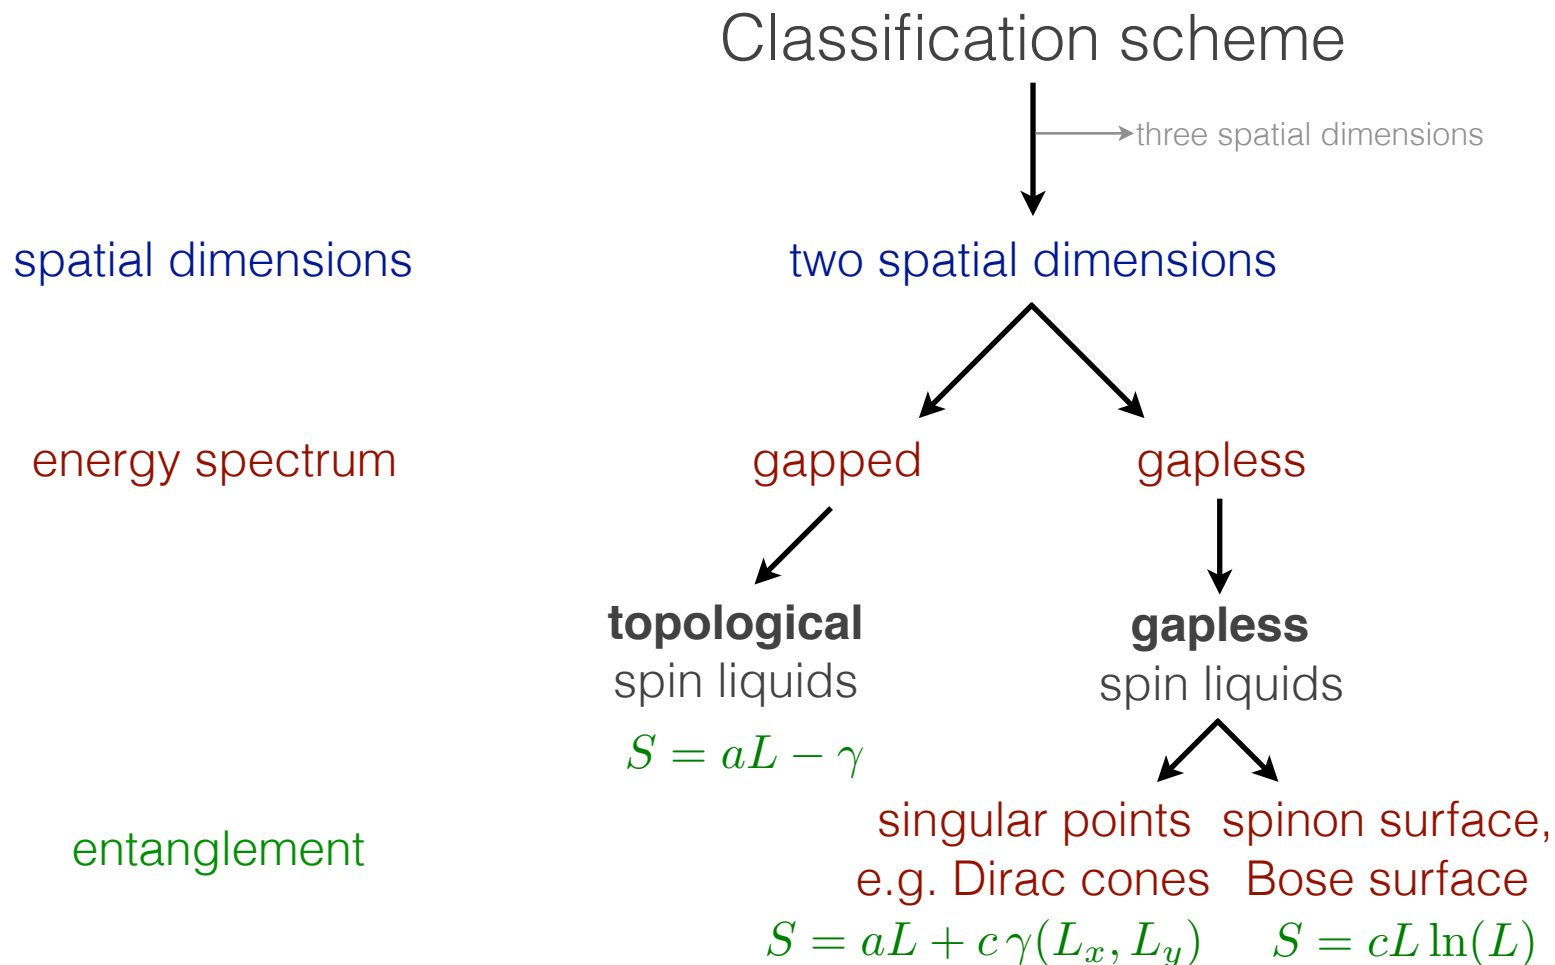 Classification scheme
three spatial dimensions
spatial dimensions
two spatial dimensions
energy spectrum
gapped
gapless
topological
spin liquids
S = aL − γ
gapless
spin liquids
entanglement
singular points
e.g. Dirac cones
S = aL + c γ(Lₓ, L_y)
spinon surface,
Bose surface
S = cL ln(L)